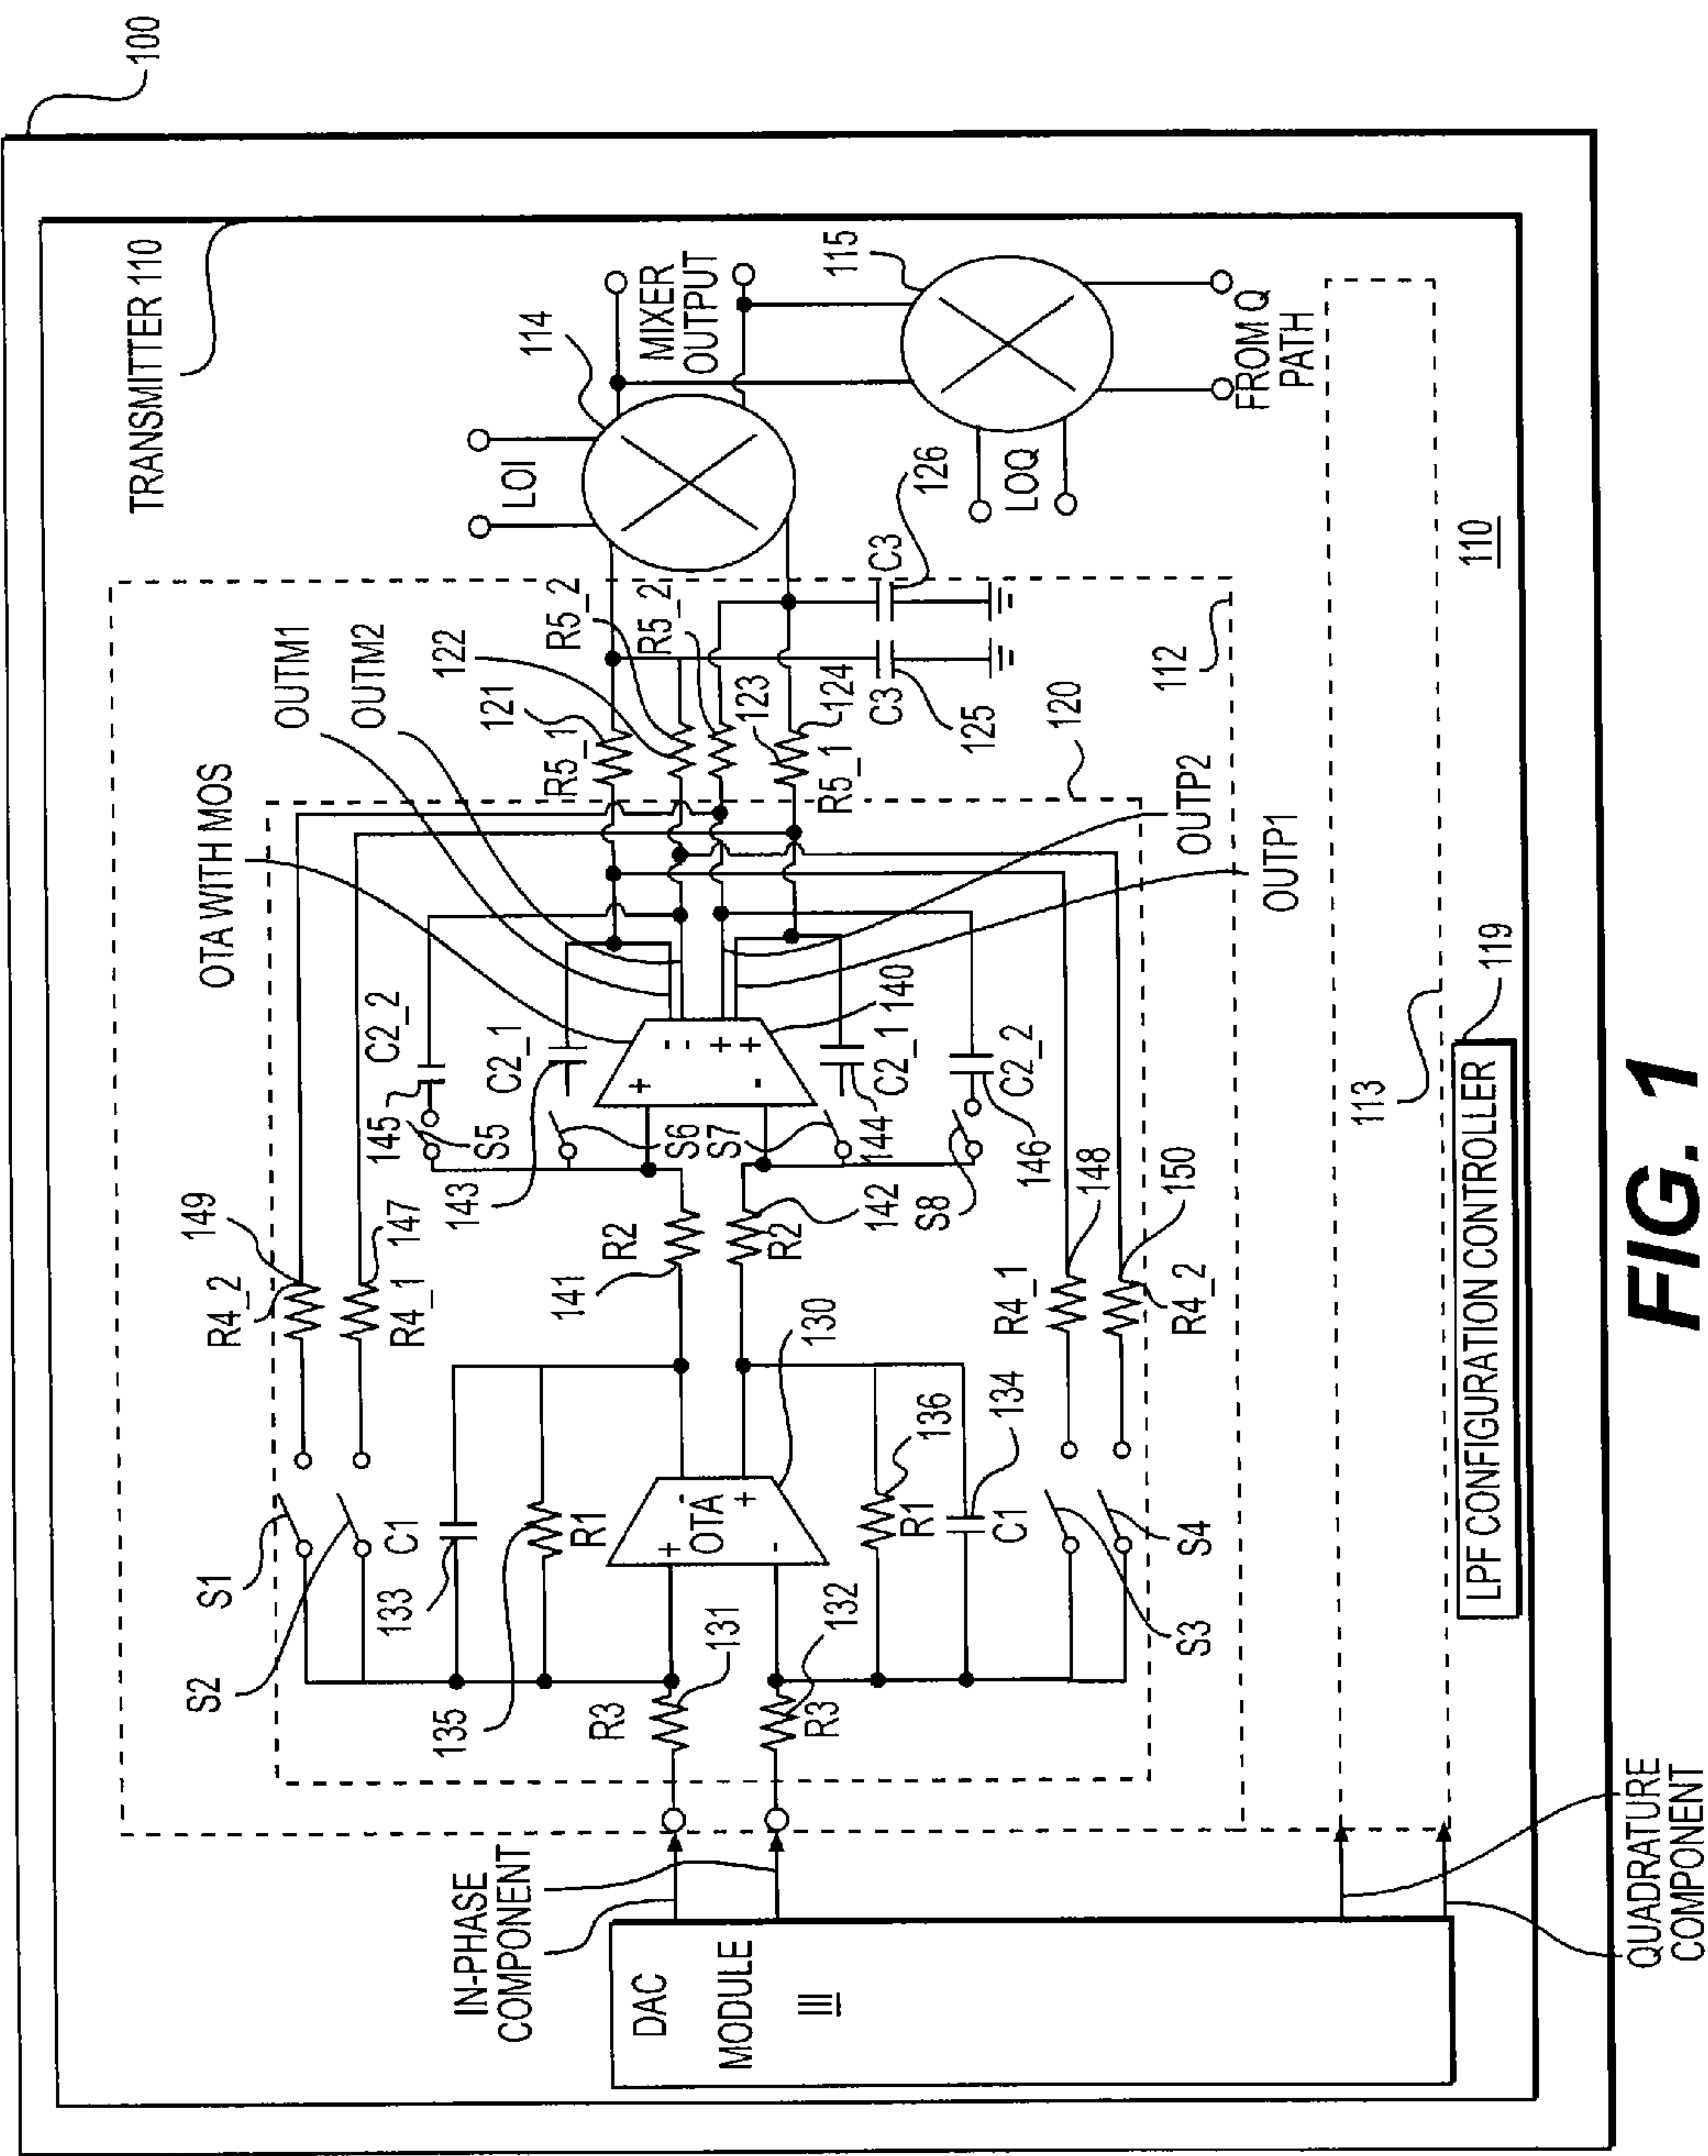 100
TRANSMITTER 110
OTA WITH MOS
OUTM1
OUTM2
121
122
R5_2
R5_2
114
LOI
MIXER
OUTPUT
115
R5_1
123
124
R5_1
C3
125
C3
126
LOQ
FROM Q
PATH
112
120
110
149
R4_2
147
R4_1
S1
S2
C1
133
135
R1
145
C2_2
S5
C2_1
143
S6
S7
+
-
-
+
+
-
140
C2_1
144
C2_2
146
S8
OUTP2
OUTP1
R2
141
R2
142
130
+
-
OTA
-
+
136
R1
134
C1
R4_1
148
R4_2
150
S3
S4
131
R3
132
R3
IN-PHASE
COMPONENT
DAC
MODULE
111
113
LPF CONFIGURATION CONTROLLER
119
QUADRATURE
COMPONENT
FIG. 1